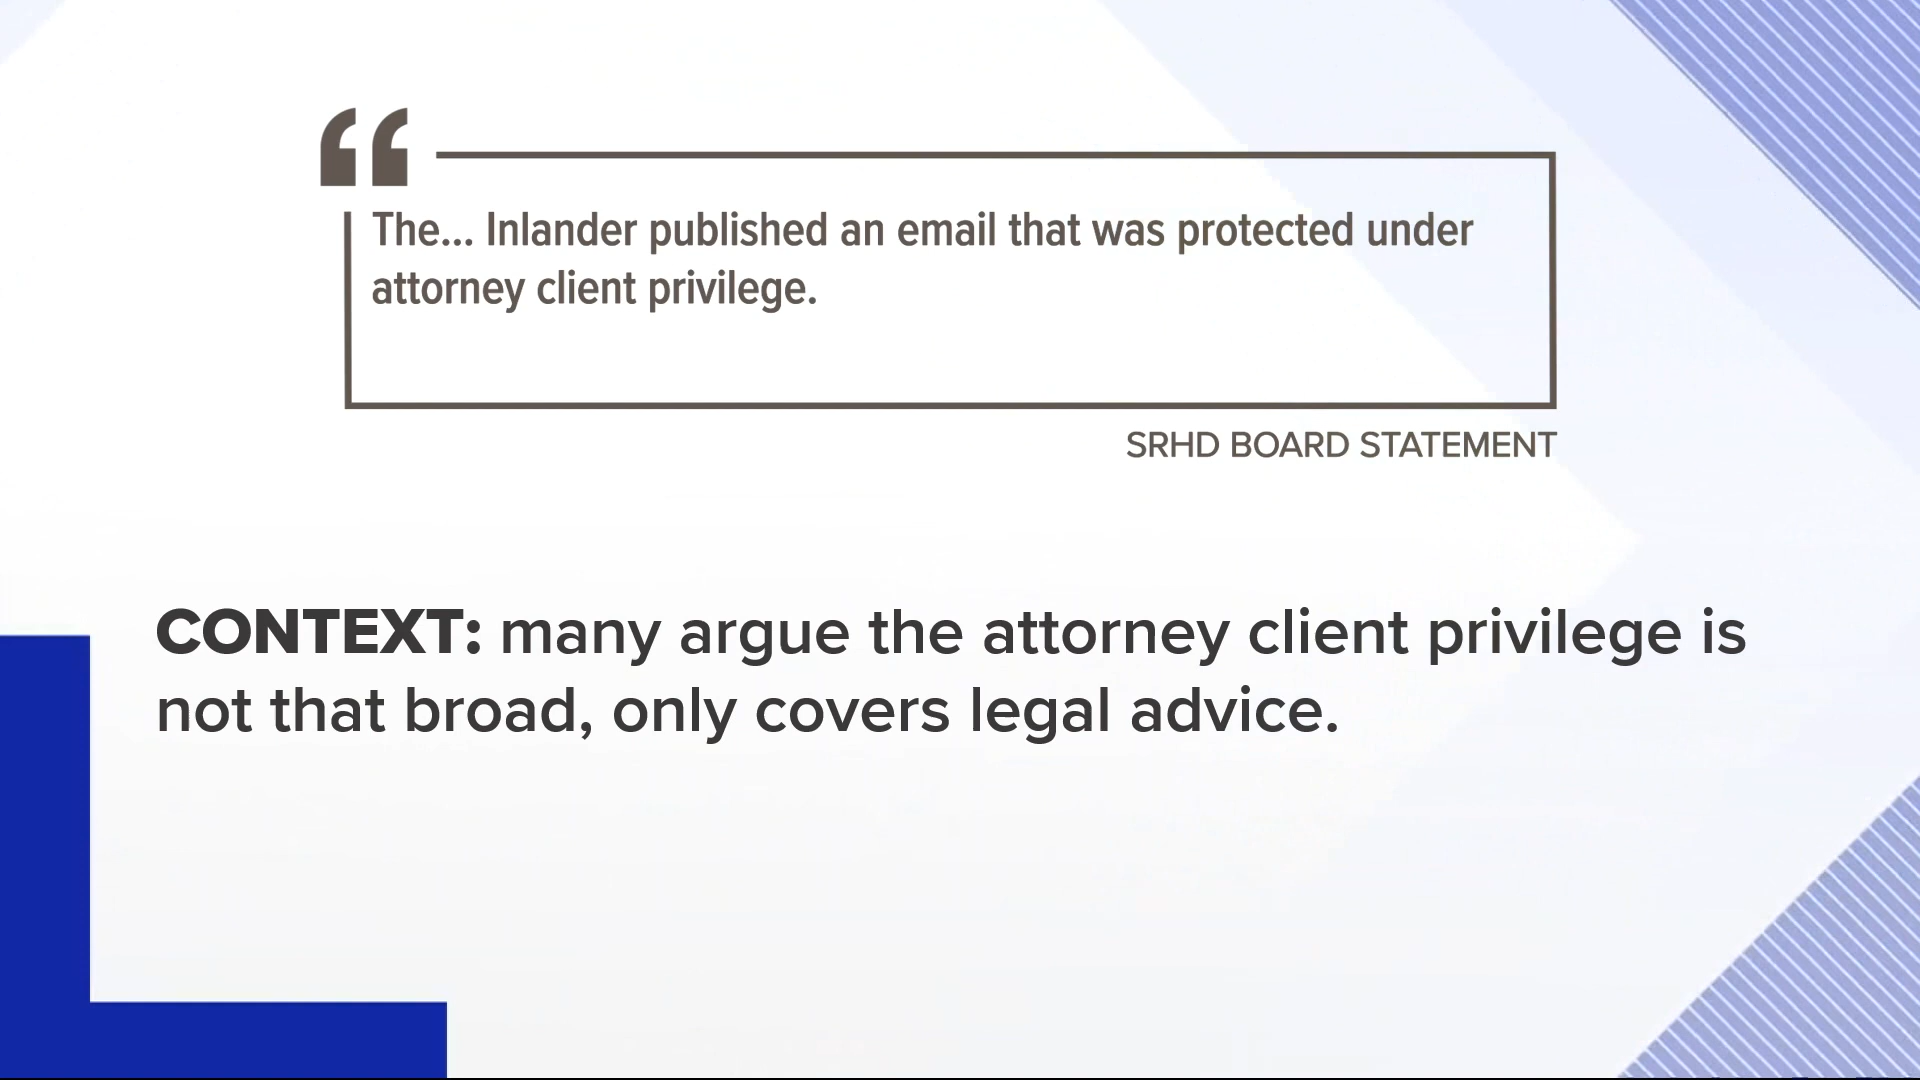 “
The... Inlander published an email that was protected under
attorney client privilege.
SRHD BOARD STATEMENT
CONTEXT: many argue the attorney client privilege is
not that broad, only covers legal advice.